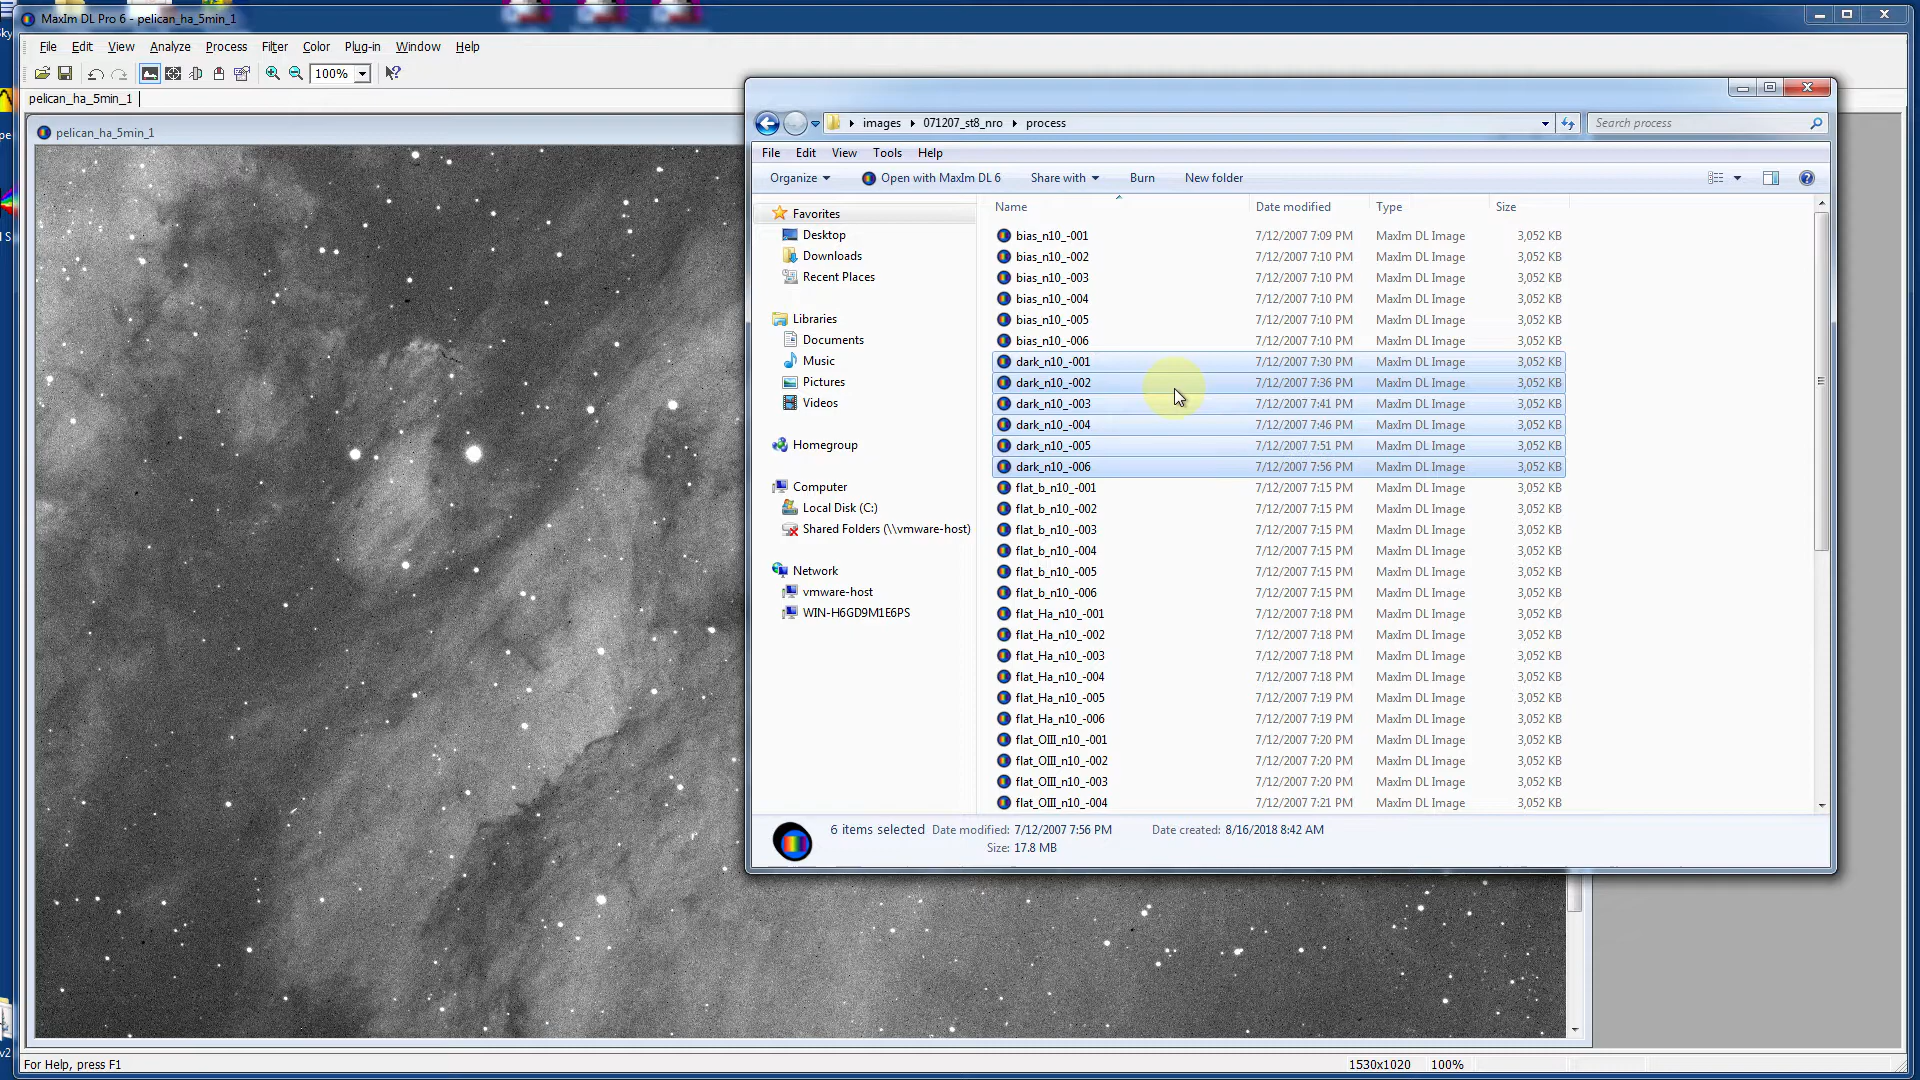 MaxIm DL Pro 6 - pelican_ha_5min_1
File Edit View Analyze Process Filter Color Plug-in Window Help
100%
pelican_ha_5min_1
pelican_ha_5min_1
images 071207_st8_nro process
Search process
File Edit View Tools Help
Organize Open with MaxIm DL 6 Share with Burn New folder
Favorites
Desktop
Downloads
Recent Places
Libraries
Documents
Music
Pictures
Videos
Homegroup
Computer
Local Disk (C:)
Shared Folders (\\vmware-host)
Network
vmware-host
WIN-H6GD9M1E6PS
Name Date modified Type Size
bias_n10_-001 7/12/2007 7:09 PM MaxIm DL Image 3,052 KB
bias_n10_-002 7/12/2007 7:10 PM MaxIm DL Image 3,052 KB
bias_n10_-003 7/12/2007 7:10 PM MaxIm DL Image 3,052 KB
bias_n10_-004 7/12/2007 7:10 PM MaxIm DL Image 3,052 KB
bias_n10_-005 7/12/2007 7:10 PM MaxIm DL Image 3,052 KB
bias_n10_-006 7/12/2007 7:10 PM MaxIm DL Image 3,052 KB
dark_n10_-001 7/12/2007 7:30 PM MaxIm DL Image 3,052 KB
dark_n10_-002 7/12/2007 7:36 PM MaxIm DL Image 3,052 KB
dark_n10_-003 7/12/2007 7:41 PM MaxIm DL Image 3,052 KB
dark_n10_-004 7/12/2007 7:46 PM MaxIm DL Image 3,052 KB
dark_n10_-005 7/12/2007 7:51 PM MaxIm DL Image 3,052 KB
dark_n10_-006 7/12/2007 7:56 PM MaxIm DL Image 3,052 KB
flat_b_n10_-001 7/12/2007 7:15 PM MaxIm DL Image 3,052 KB
flat_b_n10_-002 7/12/2007 7:15 PM MaxIm DL Image 3,052 KB
flat_b_n10_-003 7/12/2007 7:15 PM MaxIm DL Image 3,052 KB
flat_b_n10_-004 7/12/2007 7:15 PM MaxIm DL Image 3,052 KB
flat_b_n10_-005 7/12/2007 7:15 PM MaxIm DL Image 3,052 KB
flat_b_n10_-006 7/12/2007 7:15 PM MaxIm DL Image 3,052 KB
flat_Ha_n10_-001 7/12/2007 7:18 PM MaxIm DL Image 3,052 KB
flat_Ha_n10_-002 7/12/2007 7:18 PM MaxIm DL Image 3,052 KB
flat_Ha_n10_-003 7/12/2007 7:18 PM MaxIm DL Image 3,052 KB
flat_Ha_n10_-004 7/12/2007 7:18 PM MaxIm DL Image 3,052 KB
flat_Ha_n10_-005 7/12/2007 7:19 PM MaxIm DL Image 3,052 KB
flat_Ha_n10_-006 7/12/2007 7:19 PM MaxIm DL Image 3,052 KB
flat_OIII_n10_-001 7/12/2007 7:20 PM MaxIm DL Image 3,052 KB
flat_OIII_n10_-002 7/12/2007 7:20 PM MaxIm DL Image 3,052 KB
flat_OIII_n10_-003 7/12/2007 7:20 PM MaxIm DL Image 3,052 KB
flat_OIII_n10_-004 7/12/2007 7:21 PM MaxIm DL Image 3,052 KB
6 items selected Date modified: 7/12/2007 7:56 PM Date created: 8/16/2018 8:42 AM
Size: 17.8 MB
For Help, press F1
1530x1020 100%